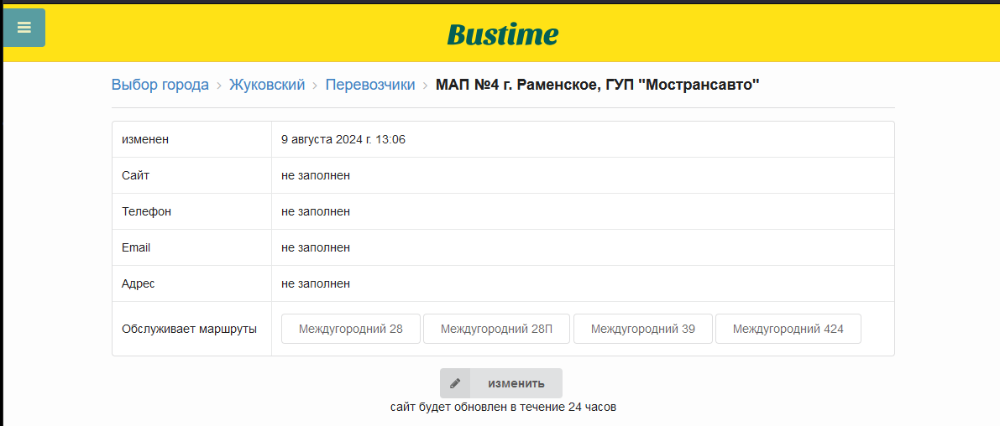 Bustime
Выбор города › Жуковский › Перевозчики › МАП №4 г. Раменское, ГУП "Мострансавто"
изменен 9 августа 2024 г. 13:06
Сайт не заполнен
Телефон не заполнен
Email не заполнен
Адрес не заполнен
Обслуживает маршруты Междугородний 28 Междугородний 28П Междугородний 39 Междугородний 424
изменить
сайт будет обновлен в течение 24 часов